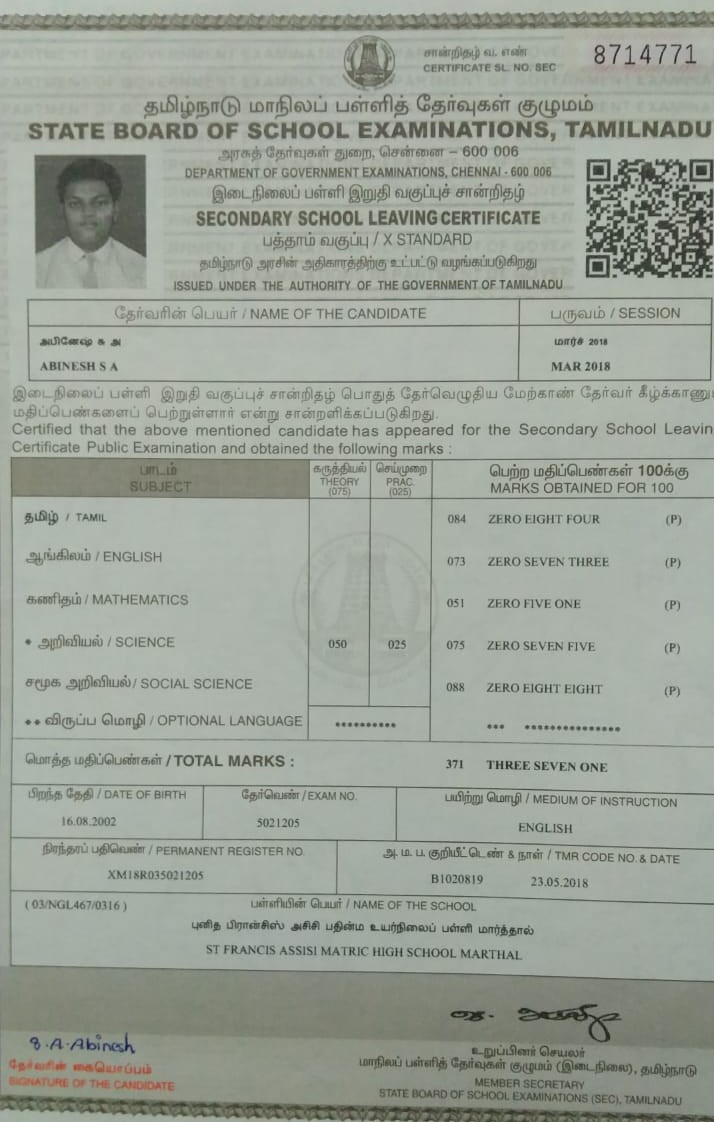 சான்றிதழ் வ. எண்
CERTIFICATE SL. NO. SEC
8714771
தமிழ்நாடு மாநிலப் பள்ளித் தேர்வுகள் குழுமம்
STATE BOARD OF SCHOOL EXAMINATIONS, TAMILNADU
அரசுத் தேர்வுகள் துறை, சென்னை – 600 006
DEPARTMENT OF GOVERNMENT EXAMINATIONS, CHENNAI - 600 006
இடைநிலைப் பள்ளி இறுதி வகுப்புச் சான்றிதழ்
SECONDARY SCHOOL LEAVING CERTIFICATE
பத்தாம் வகுப்பு / X STANDARD
தமிழ்நாடு அரசின் அதிகாரத்திற்கு உட்பட்டு வழங்கப்படுகிறது
ISSUED UNDER THE AUTHORITY OF THE GOVERNMENT OF TAMILNADU
தேர்வரின் பெயர் / NAME OF THE CANDIDATE பருவம் / SESSION
அபினேஷ் சு அ மார்ச் 2018
ABINESH S A MAR 2018
இடைநிலைப் பள்ளி இறுதி வகுப்புச் சான்றிதழ் பொதுத் தேர்வெழுதிய மேற்காண் தேர்வர் கீழ்க்காணு
மதிப்பெண்களைப் பெற்றுள்ளார் என்று சான்றளிக்கப்படுகிறது.
Certified that the above mentioned candidate has appeared for the Secondary School Leavin
Certificate Public Examination and obtained the following marks :
பாடம் கருத்தியல் செய்முறை பெற்ற மதிப்பெண்கள் 100க்கு
SUBJECT THEORY PRAC. MARKS OBTAINED FOR 100
(075) (025)
தமிழ் / TAMIL 084 ZERO EIGHT FOUR (P)
ஆங்கிலம் / ENGLISH 073 ZERO SEVEN THREE (P)
கணிதம் / MATHEMATICS 051 ZERO FIVE ONE (P)
* அறிவியல் / SCIENCE 050 025 075 ZERO SEVEN FIVE (P)
சமூக அறிவியல் / SOCIAL SCIENCE 088 ZERO EIGHT EIGHT (P)
** விருப்ப மொழி / OPTIONAL LANGUAGE ********** *** ***************
மொத்த மதிப்பெண்கள் / TOTAL MARKS : 371 THREE SEVEN ONE
பிறந்த தேதி / DATE OF BIRTH தேர்வெண் / EXAM NO. பயிற்று மொழி / MEDIUM OF INSTRUCTION
16.08.2002 5021205 ENGLISH
நிரந்தரப் பதிவெண் / PERMANENT REGISTER NO. அ. ம. ப. குறியீட்டெண் & நாள் / TMR CODE NO. & DATE
XM18R035021205 B1020819 23.05.2018
( 03/NGL467/0316 ) பள்ளியின் பெயர் / NAME OF THE SCHOOL
புனித பிரான்சிஸ் அசிசி பதின்ம உயர்நிலைப் பள்ளி மார்த்தால்
ST FRANCIS ASSISI MATRIC HIGH SCHOOL MARTHAL
S.A.Abinesh
தேர்வரின் கையொப்பம்
SIGNATURE OF THE CANDIDATE
உறுப்பினர் செயலர்
மாநிலப் பள்ளித் தேர்வுகள் குழுமம் (இடைநிலை), தமிழ்நாடு
MEMBER SECRETARY
STATE BOARD OF SCHOOL EXAMINATIONS (SEC), TAMILNADU